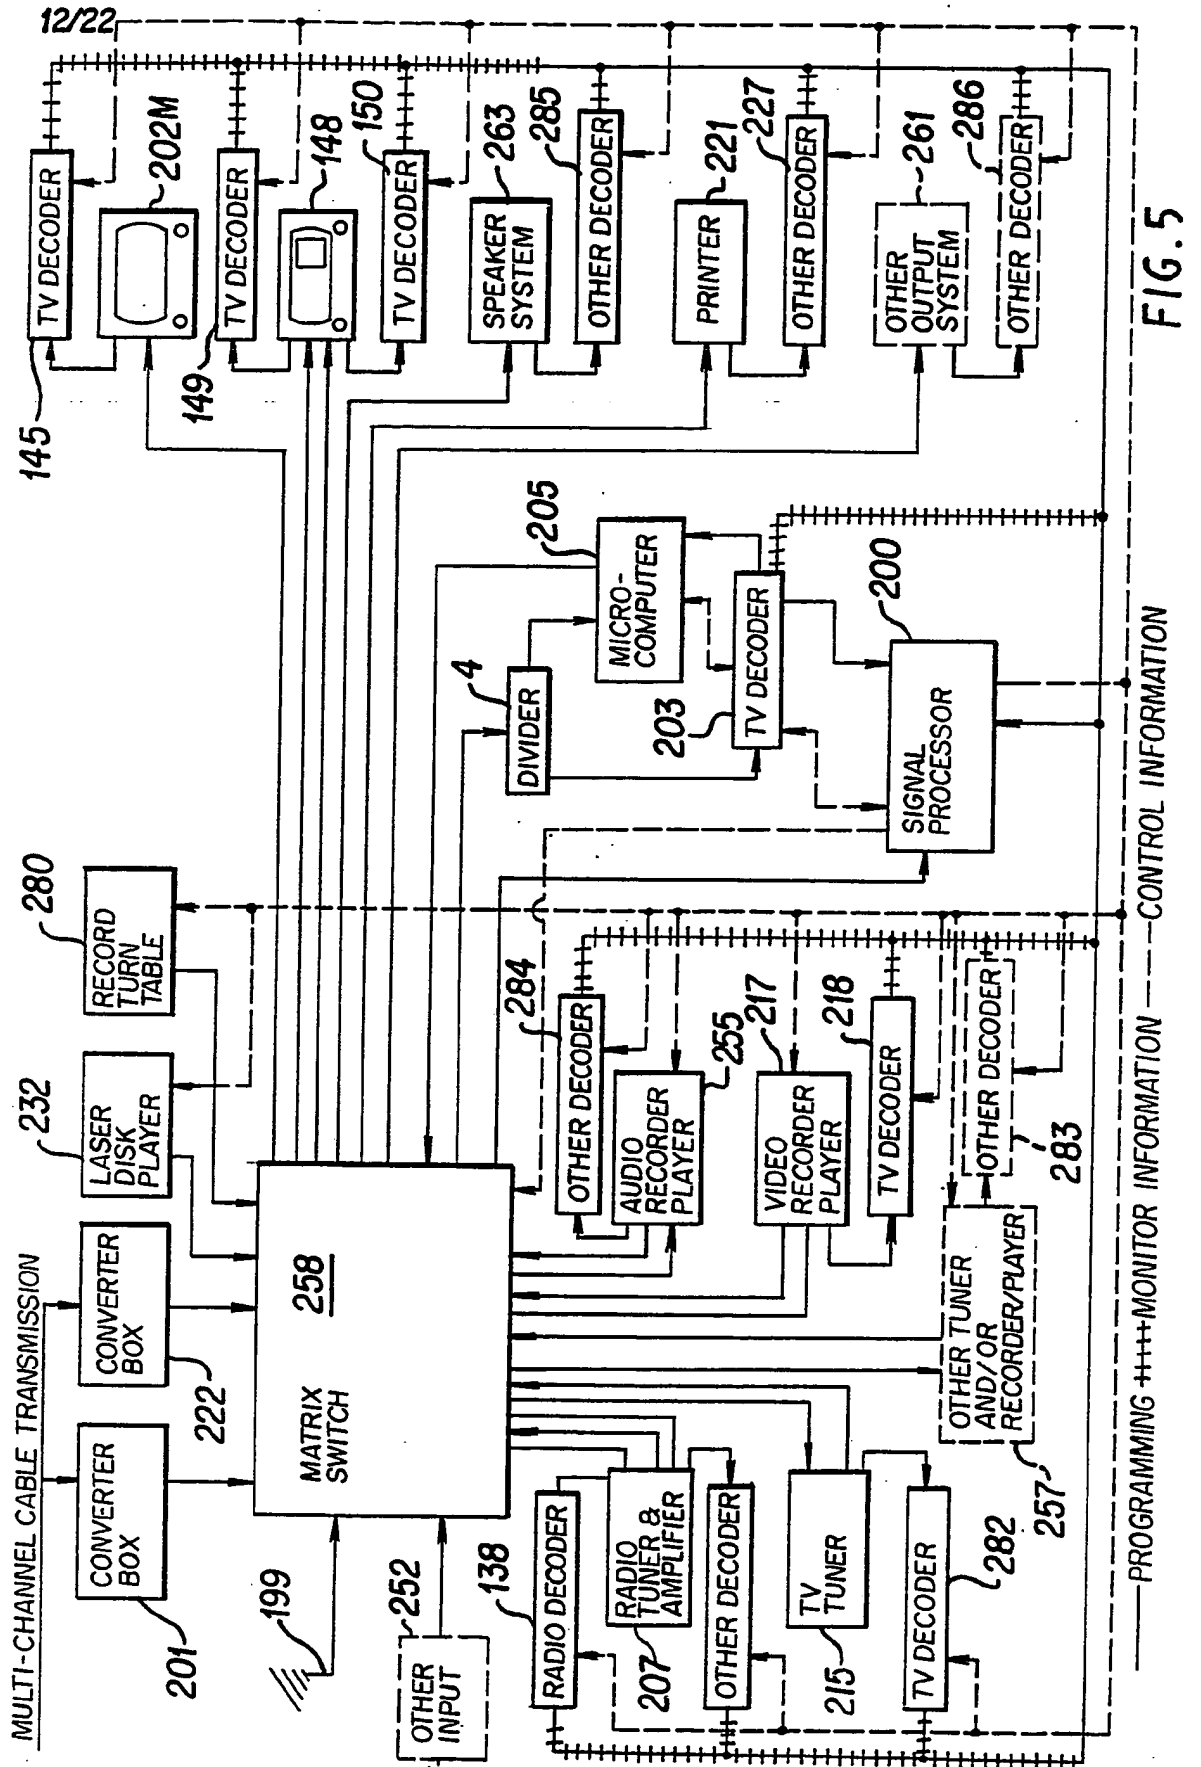 12/22
MULTI-CHANNEL CABLE TRANSMISSION
CONVERTER
BOX
201
CONVERTER
BOX
222
LASER
DISK
PLAYER
232
RECORD
TURN
TABLE
280
199
OTHER
INPUT
252
MATRIX
SWITCH
258
RADIO DECODER
138
RADIO
TUNER &
AMPLIFIER
207
OTHER DECODER
TV
TUNER
215
TV DECODER
282
OTHER TUNER
AND/OR
RECORDER/PLAYER
257
OTHER DECODER
283
OTHER DECODER
284
AUDIO
RECORDER
PLAYER
255
VIDEO
RECORDER
PLAYER
217
TV DECODER
218
DIVIDER
4
MICRO-
COMPUTER
205
TV DECODER
203
SIGNAL
PROCESSOR
200
TV DECODER
145
202M
TV DECODER
149
148
TV DECODER
150
SPEAKER
SYSTEM
263
OTHER DECODER
285
PRINTER
221
OTHER DECODER
227
OTHER
OUTPUT
SYSTEM
261
OTHER DECODER
286
PROGRAMMING MONITOR INFORMATION CONTROL INFORMATION
FIG. 5